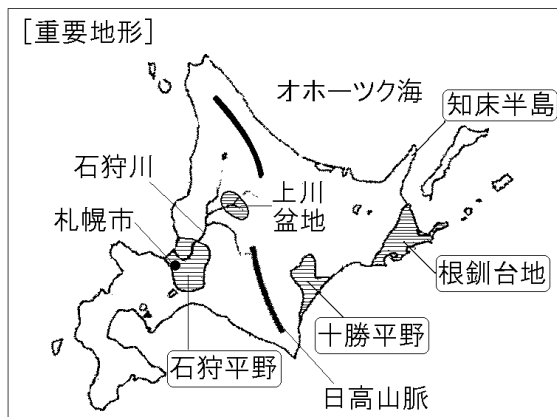 [重要地形]
オホーツク海
知床半島
石狩川
上川
盆地
札幌市
根釧台地
十勝平野
石狩平野
日高山脈